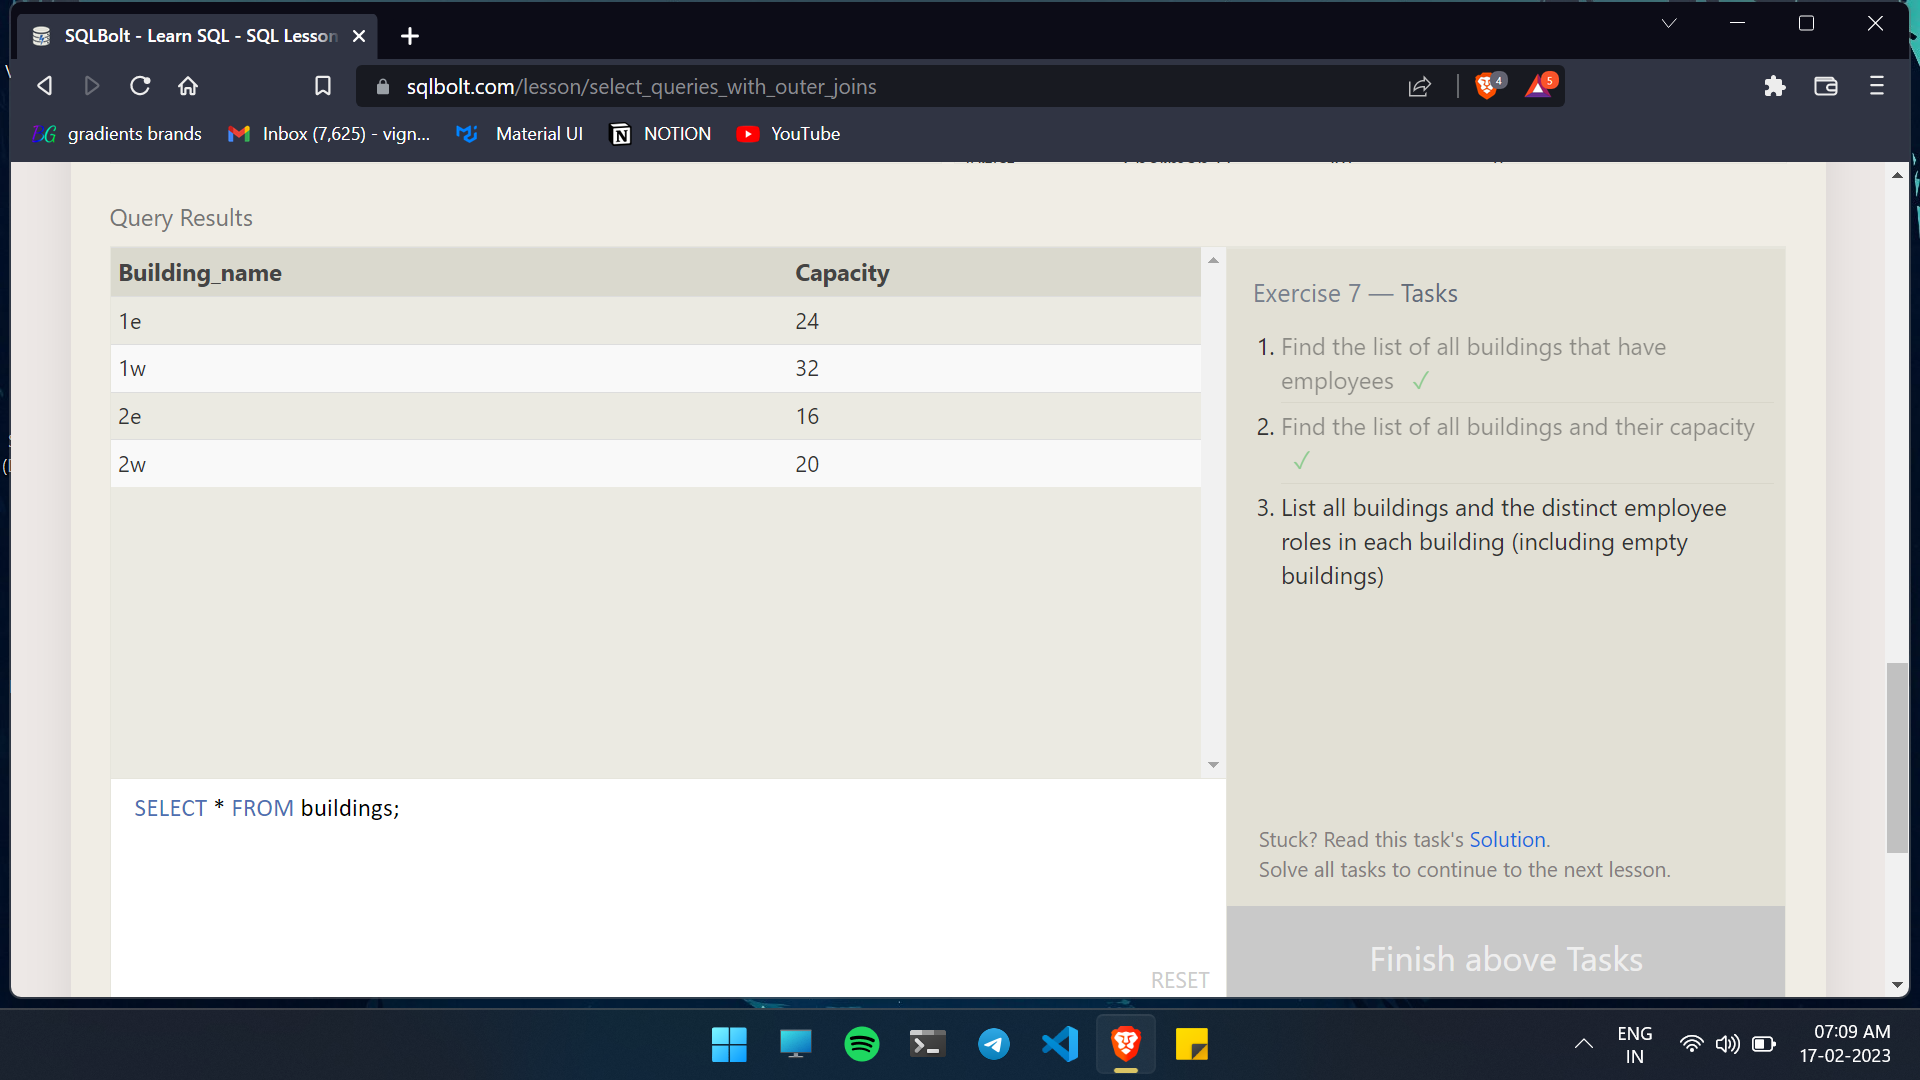 SQLBolt - Learn SQL - SQL Lesson
sqlbolt.com/lesson/select_queries_with_outer_joins
4
5
gradients brands
Inbox (7,625) - vign...
Material UI
NOTION
YouTube
Query Results
Building_name Capacity
1e 24
1w 32
2e 16
2w 20
Exercise 7 — Tasks
1. Find the list of all buildings that have
employees ✓
2. Find the list of all buildings and their capacity
✓
3. List all buildings and the distinct employee
roles in each building (including empty
buildings)
SELECT * FROM buildings;
RESET
Stuck? Read this task's Solution.
Solve all tasks to continue to the next lesson.
Finish above Tasks
ENG
IN
07:09 AM
17-02-2023